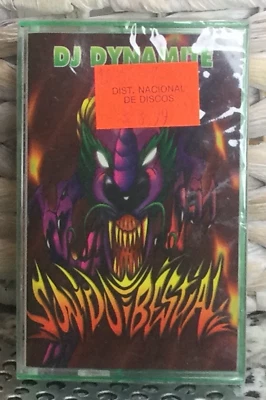 DJ DYNAMITE
DIST. NACIONAL
DE DISCOS
SONIDO BESTIAL